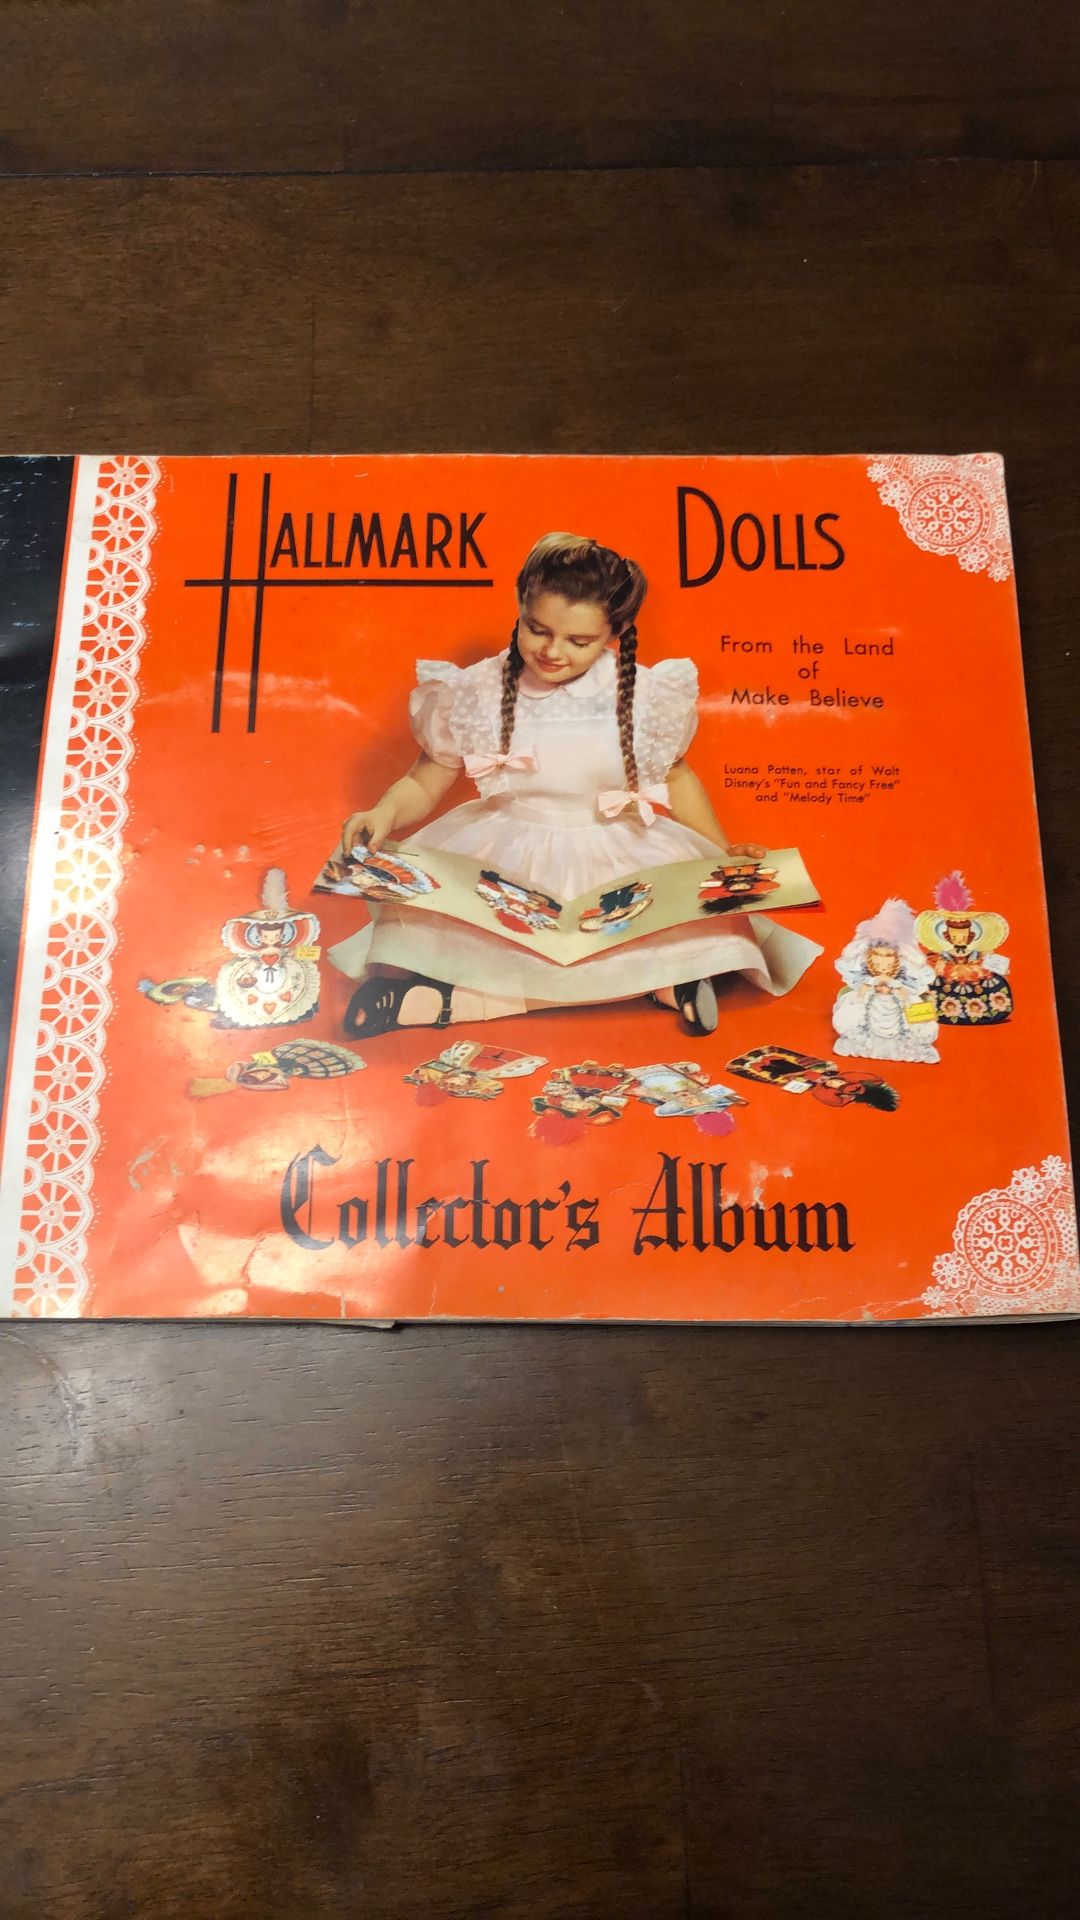 HALLMARK DOLLS
From the Land
of
Make Believe
Luana Patten, star of Walt
Disney's "Fun and Fancy Free"
and "Melody Time"
Collector's Album